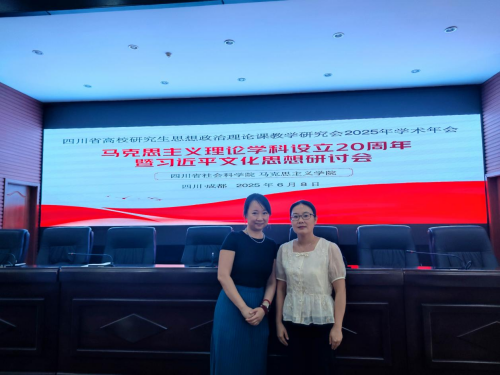 四川省高校研究生思想政治理论课教学研究会2025年学术年会
马克思主义理论学科设立20周年
暨习近平文化思想研讨会
四川省社会科学院 马克思主义学院
四川·成都 2025年6月8日